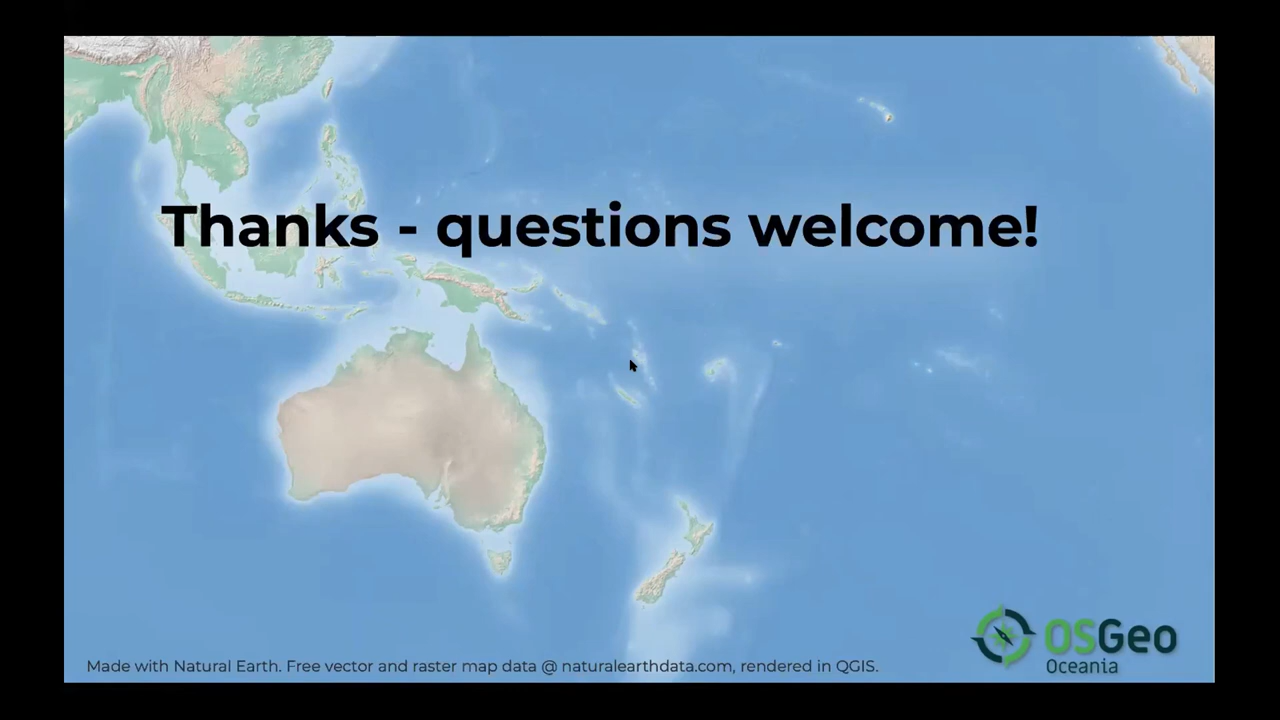 Thanks - questions welcome!
OSGeo
Oceania
Made with Natural Earth. Free vector and raster map data @ naturalearthdata.com, rendered in QGIS.